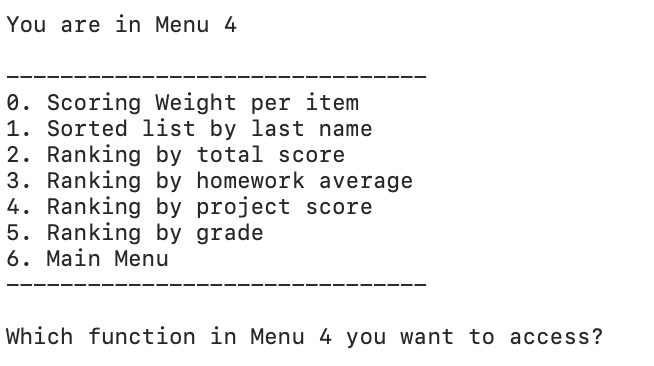 You are in Menu 4
_______________________________
0. Scoring Weight per item
1. Sorted list by last name
2. Ranking by total score
3. Ranking by homework average
4. Ranking by project score
5. Ranking by grade
6. Main Menu
_______________________________
Which function in Menu 4 you want to access?